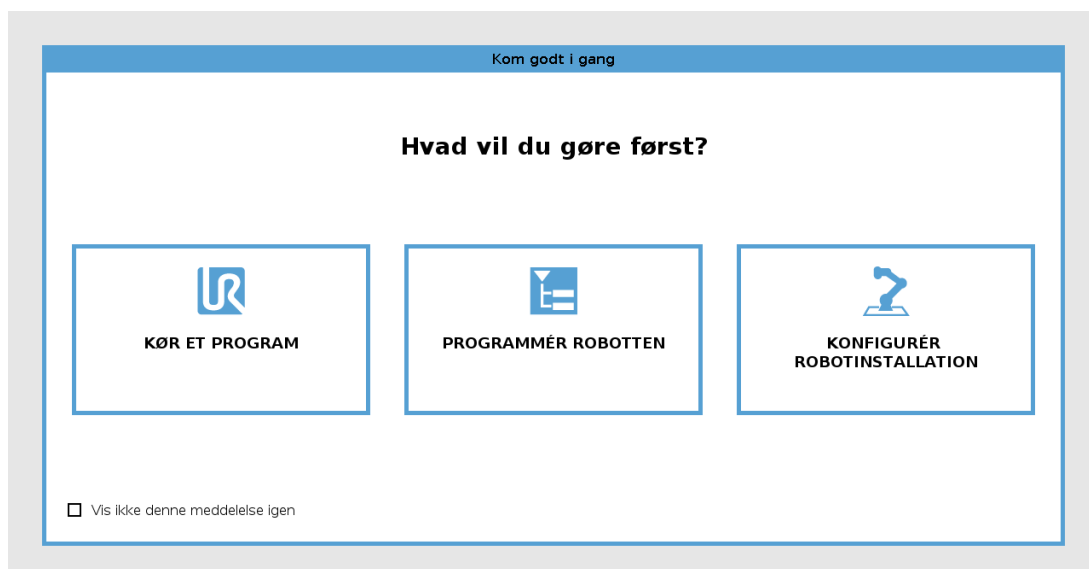 Kom godt i gang
Hvad vil du gøre først?
KØR ET PROGRAM
PROGRAMMÉR ROBOTTEN
KONFIGURÉR
ROBOTINSTALLATION
Vis ikke denne meddelelse igen